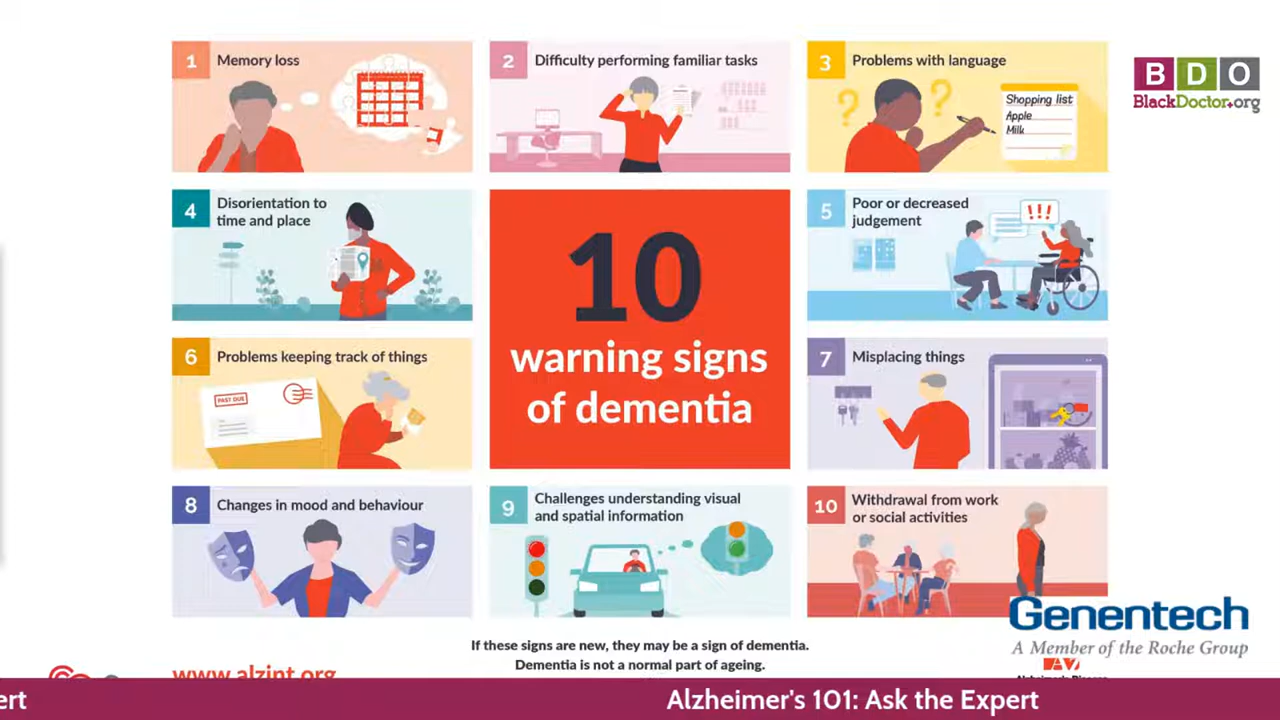 1
Memory loss
2
Difficulty performing familiar tasks
3
Problems with language
Shopping list
Apple
Milk
B D O
BlackDoctor.org
4
Disorientation to
time and place
10
warning signs
of dementia
5
Poor or decreased
judgement
!!!
6
Problems keeping track of things
PAST DUE
7
Misplacing things
8
Changes in mood and behaviour
9
Challenges understanding visual
and spatial information
10
Withdrawal from work
or social activities
Genentech
A Member of the Roche Group
If these signs are new, they may be a sign of dementia.
Dementia is not a normal part of ageing.
www.alzint.org
ert
Alzheimer's 101: Ask the Expert